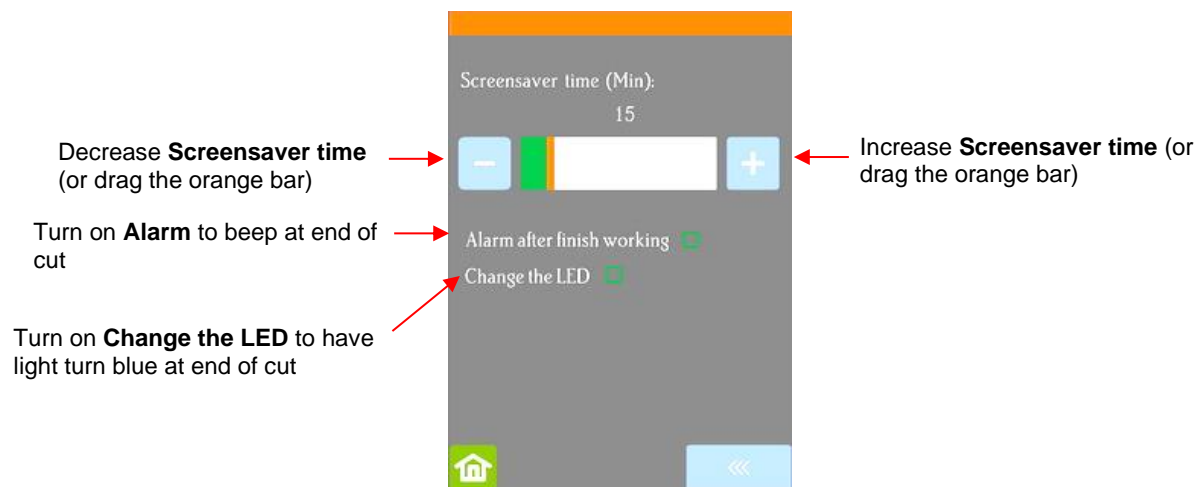 Screensaver time (Min):
15
Decrease Screensaver time
(or drag the orange bar)
Increase Screensaver time (or
drag the orange bar)
Turn on Alarm to beep at end of
cut
Alarm after finish working
Change the LED
Turn on Change the LED to have
light turn blue at end of cut